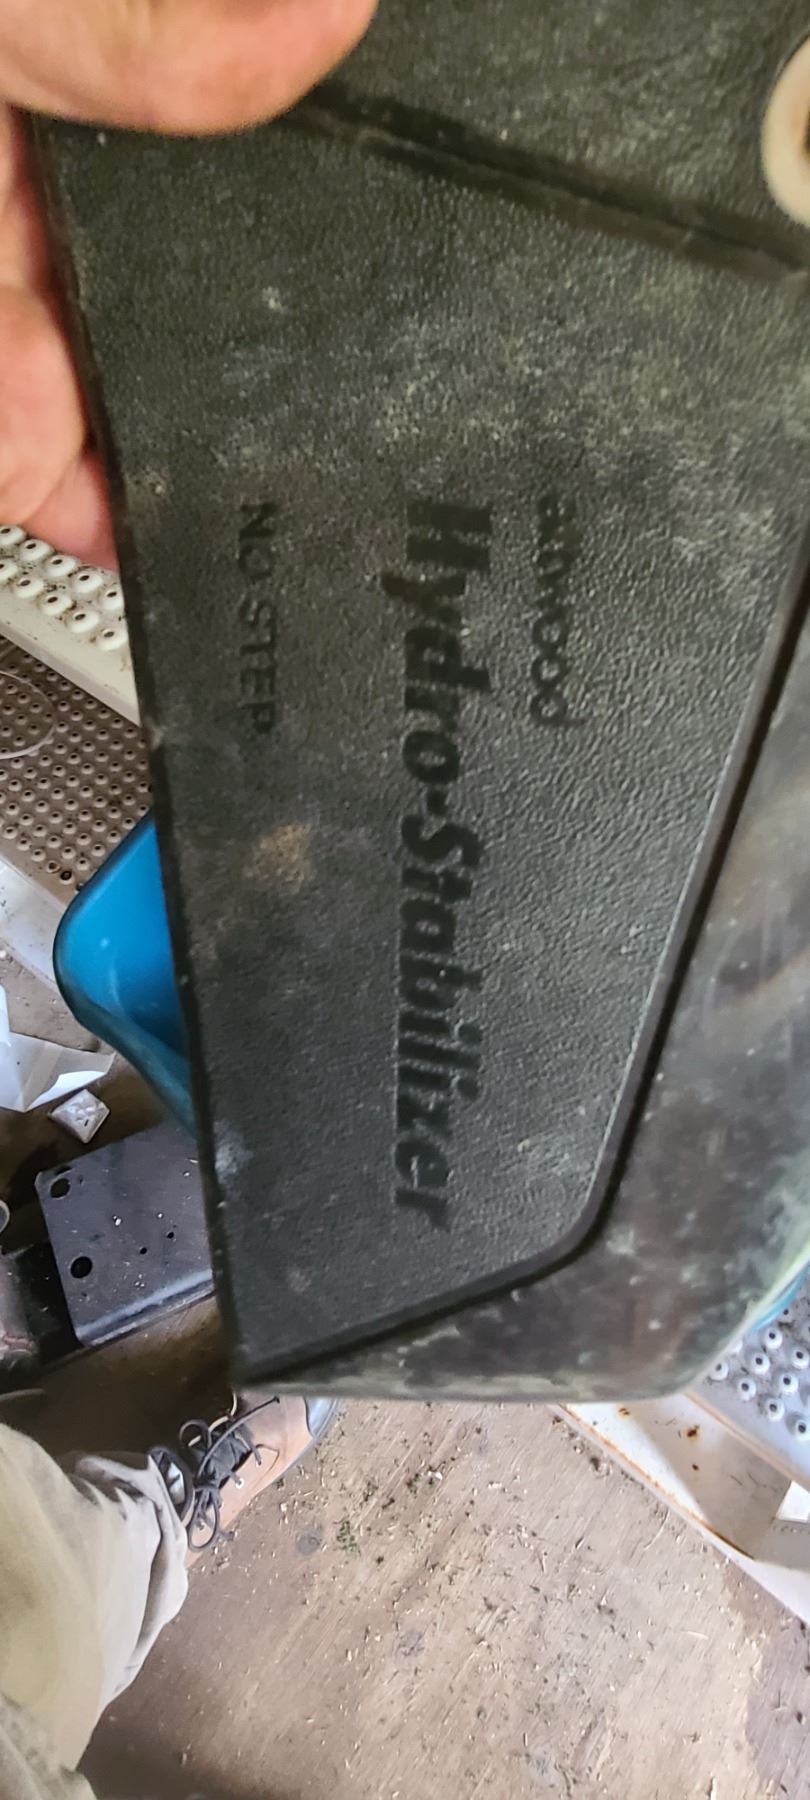 atwood
Hydro-Stabilizer
NO STEP